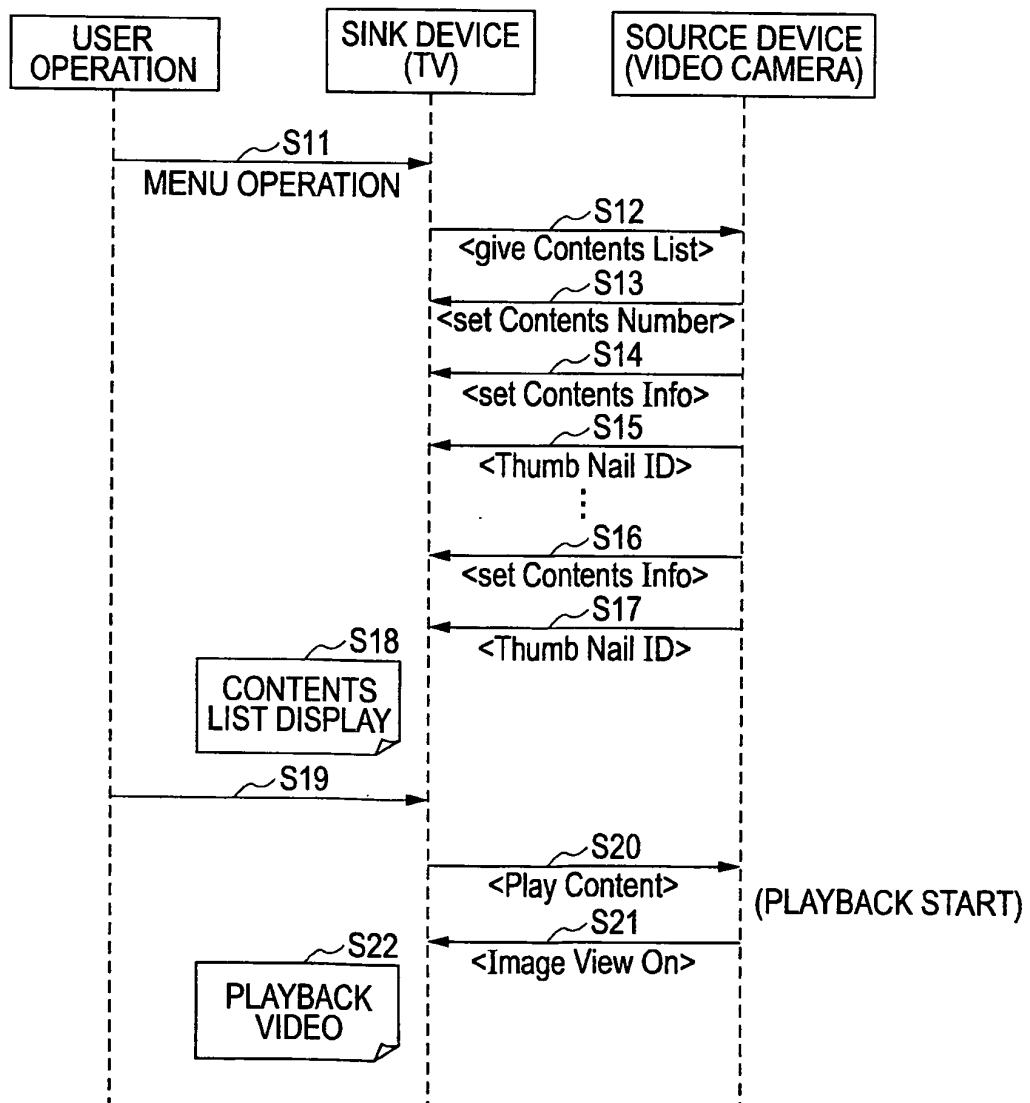 USER
OPERATION
SINK DEVICE
(TV)
SOURCE DEVICE
(VIDEO CAMERA)
S11
MENU OPERATION
S12
<give Contents List>
S13
<set Contents Number>
S14
<set Contents Info>
S15
<Thumb Nail ID>
S16
<set Contents Info>
S17
<Thumb Nail ID>
S18
CONTENTS
LIST DISPLAY
S19
S20
<Play Content>
(PLAYBACK START)
S21
<Image View On>
S22
PLAYBACK
VIDEO